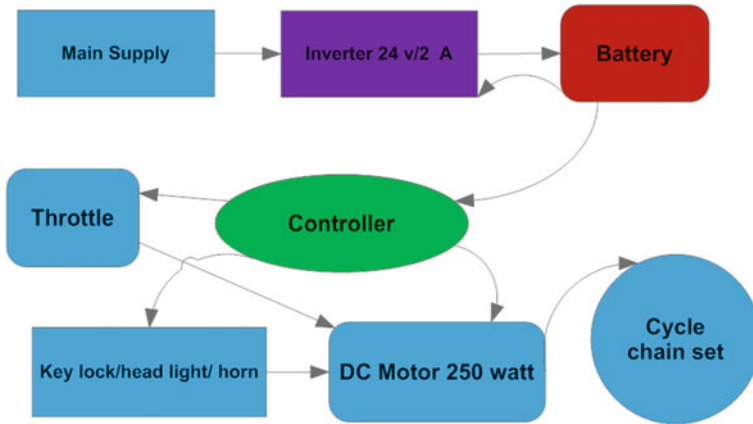 Main Supply
Inverter 24 v/2 A
Battery
Throttle
Controller
Cycle
chain set
Key lock/head light/ horn
DC Motor 250 watt